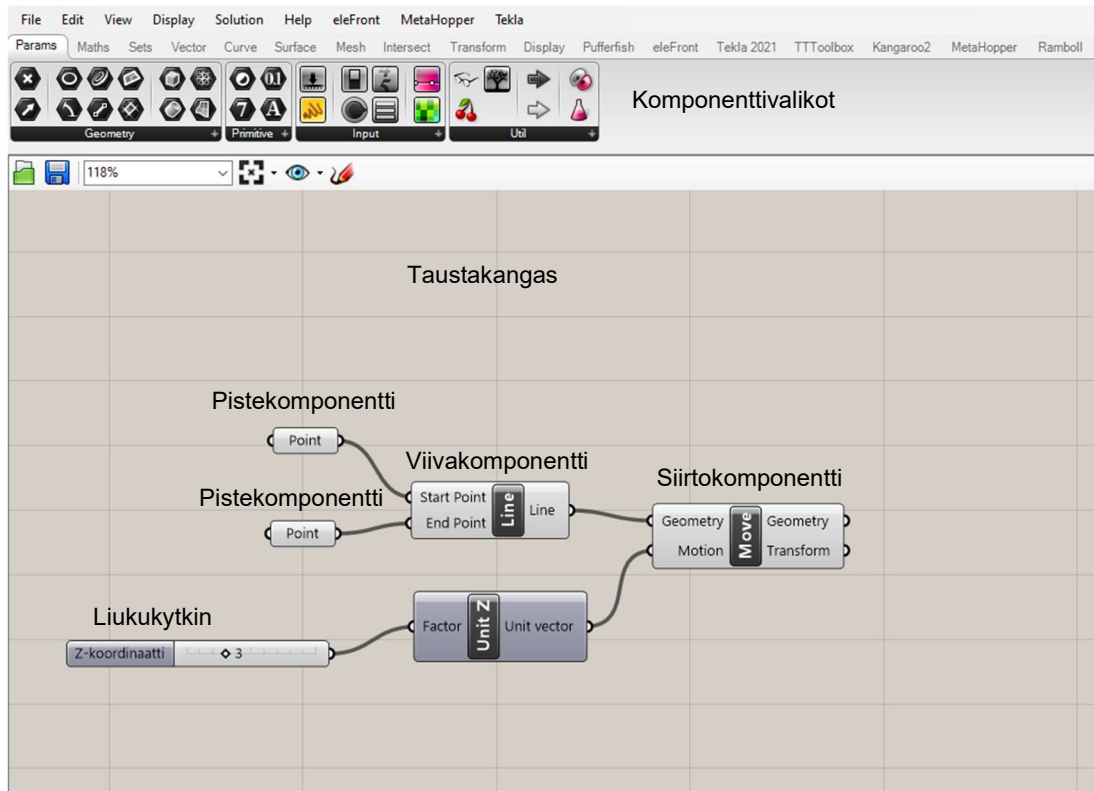 File Edit View Display Solution Help eleFront MetaHopper Tekla
Params Maths Sets Vector Curve Surface Mesh Intersect Transform Display Pufferfish eleFront Tekla 2021 TTToolbox Kangaroo2 MetaHopper Ramboll
0.1
7 A
Geometry Primitive Input Util
Komponenttivalikot
118%
Taustakangas
Pistekomponentti
Point
Viivakomponentti
Start Point Line Line
End Point
Pistekomponentti
Point
Siirtokomponentti
Geometry Move Geometry
Motion Transform
Factor Unit Z Unit vector
Liukukytkin
Z-koordinaatti 3